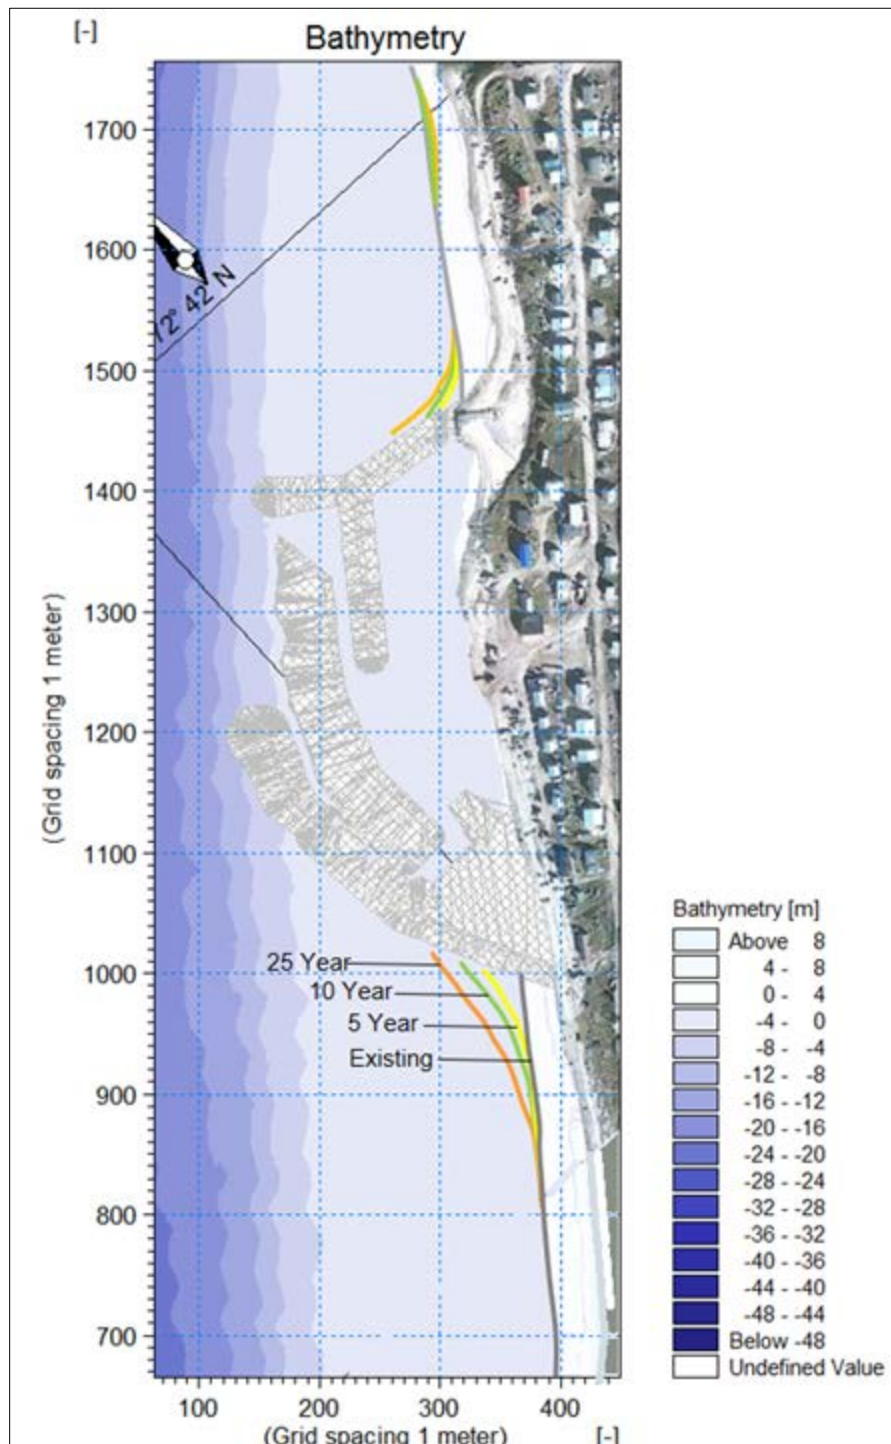 [-]
Bathymetry
1700
1600
72° 42' N
1500
1400
1300
(Grid spacing 1 meter)
1200
1100
1000
25 Year
10 Year
5 Year
Existing
900
800
700
100 200 300 400
(Grid spacing 1 meter) [-]
Bathymetry [m]
Above 8
4 - 8
0 - 4
-4 - 0
-8 - -4
-12 - -8
-16 - -12
-20 - -16
-24 - -20
-28 - -24
-32 - -28
-36 - -32
-40 - -36
-44 - -40
-48 - -44
Below -48
Undefined Value